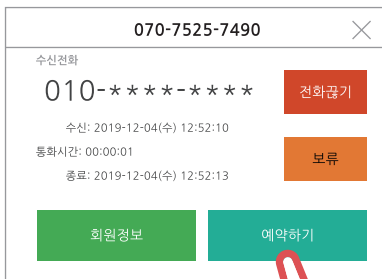 070-7525-7490
수신전화
010-****-****
전화끊기
수신: 2019-12-04(수) 12:52:10
통화시간: 00:00:01
보류
종료: 2019-12-04(수) 12:52:13
회원정보
예약하기